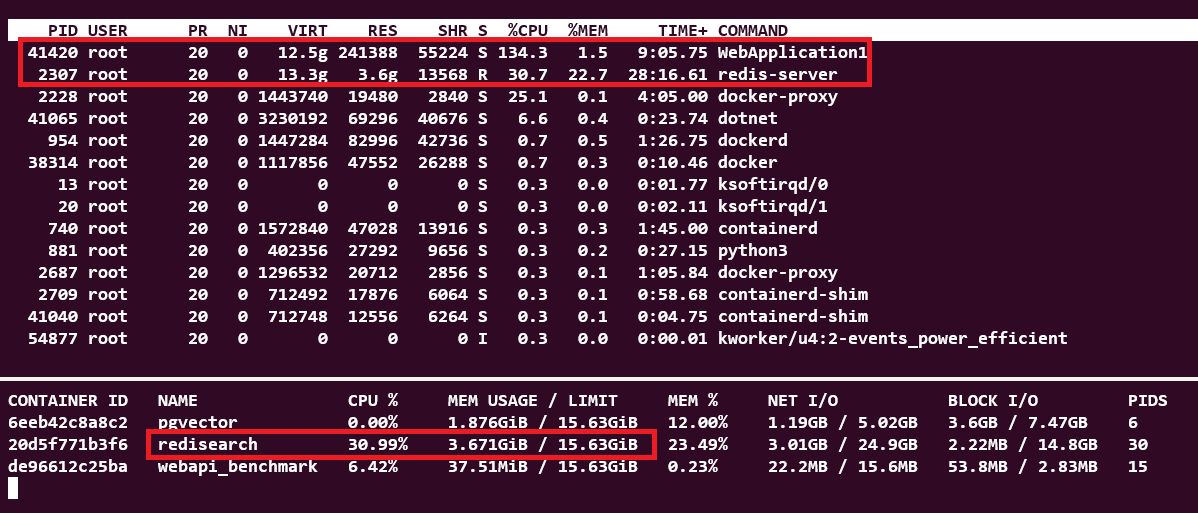 PID USER PR NI VIRT RES SHR S %CPU %MEM TIME+ COMMAND
41420 root 20 0 12.5g 241388 55224 S 134.3 1.5 9:05.75 WebApplication1
2307 root 20 0 13.3g 3.6g 13568 R 30.7 22.7 28:16.61 redis-server
2228 root 20 0 1443740 19480 2840 S 25.1 0.1 4:05.00 docker-proxy
41065 root 20 0 3230192 69296 40676 S 6.6 0.4 0:23.74 dotnet
954 root 20 0 1447284 82996 42736 S 0.7 0.5 1:26.75 dockerd
38314 root 20 0 1117856 47552 26288 S 0.7 0.3 0:10.46 docker
13 root 20 0 0 0 0 S 0.3 0.0 0:01.77 ksoftirqd/0
20 root 20 0 0 0 0 S 0.3 0.0 0:02.11 ksoftirqd/1
740 root 20 0 1572840 47028 13916 S 0.3 0.3 1:45.00 containerd
881 root 20 0 402356 27292 9656 S 0.3 0.2 0:27.15 python3
2687 root 20 0 1296532 20712 2856 S 0.3 0.1 1:05.84 docker-proxy
2709 root 20 0 712492 17876 6064 S 0.3 0.1 0:58.68 containerd-shim
41040 root 20 0 712748 12556 6264 S 0.3 0.1 0:04.75 containerd-shim
54877 root 20 0 0 0 0 I 0.3 0.0 0:00.01 kworker/u4:2-events_power_efficient
CONTAINER ID NAME CPU % MEM USAGE / LIMIT MEM % NET I/O BLOCK I/O PIDS
6eeb42c8a8c2 pgvector 0.00% 1.876GiB / 15.63GiB 12.00% 1.19GB / 5.02GB 3.6GB / 7.47GB 6
20d5f771b3f6 redisearch 30.99% 3.671GiB / 15.63GiB 23.49% 3.01GB / 24.9GB 2.22MB / 14.8GB 30
de96612c25ba webapi_benchmark 6.42% 37.51MiB / 15.63GiB 0.23% 22.2MB / 15.6MB 53.8MB / 2.83MB 15